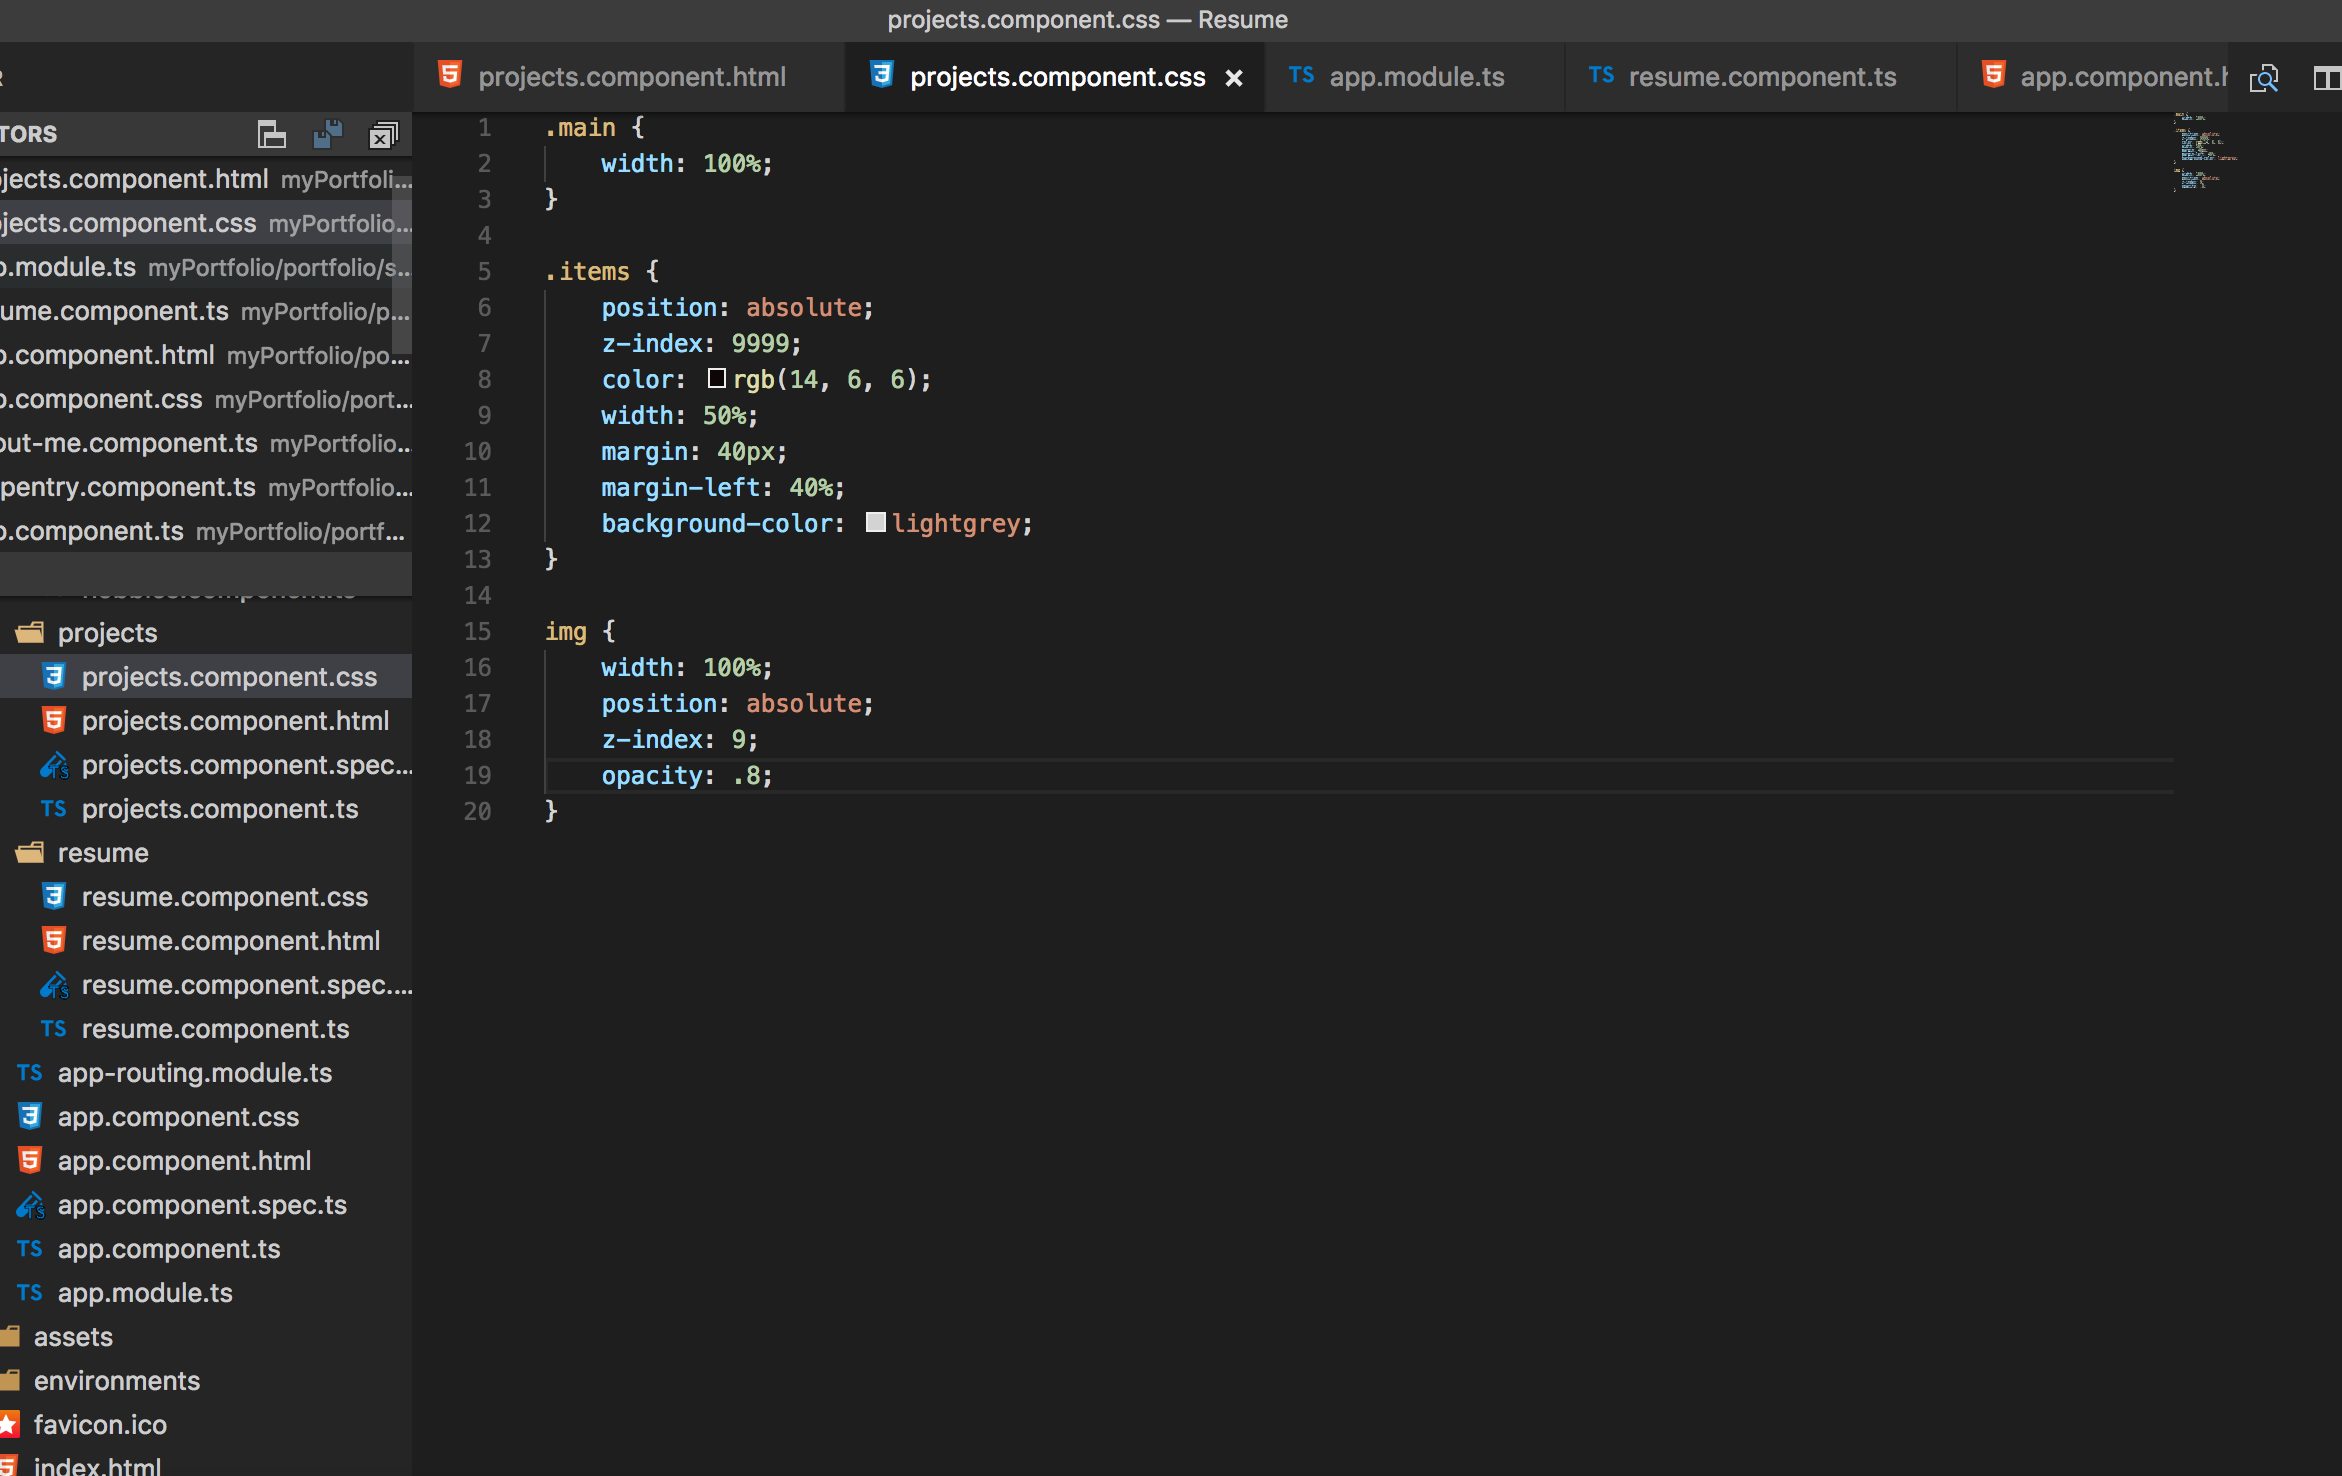 projects.component.css — Resume
projects.component.html
projects.component.css
TS app.module.ts
TS resume.component.ts
app.component.h
TORS
jects.component.html myPortfoli...
jects.component.css myPortfolio...
o.module.ts myPortfolio/portfolio/s...
ume.component.ts myPortfolio/p...
o.component.html myPortfolio/po...
o.component.css myPortfolio/port...
out-me.component.ts myPortfolio...
pentry.component.ts myPortfolio...
o.component.ts myPortfolio/portf...
projects
projects.component.css
projects.component.html
projects.component.spec...
TS projects.component.ts
resume
resume.component.css
resume.component.html
resume.component.spec....
TS resume.component.ts
TS app-routing.module.ts
app.component.css
app.component.html
app.component.spec.ts
TS app.component.ts
TS app.module.ts
assets
environments
favicon.ico
index.html
1 .main {
2 width: 100%;
3 }
4
5 .items {
6 position: absolute;
7 z-index: 9999;
8 color: rgb(14, 6, 6);
9 width: 50%;
10 margin: 40px;
11 margin-left: 40%;
12 background-color: lightgrey;
13 }
14
15 img {
16 width: 100%;
17 position: absolute;
18 z-index: 9;
19 opacity: .8;
20 }